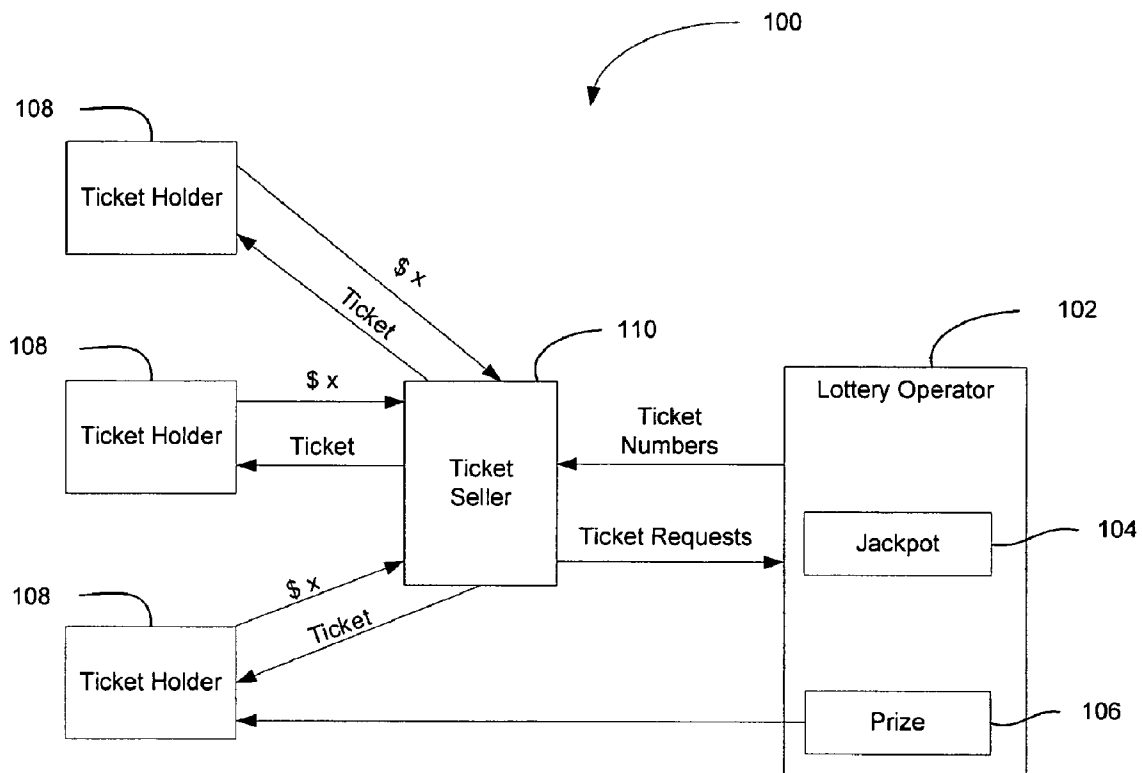 100
108
Ticket Holder
$ x
Ticket
102
110
108
Lottery Operator
$ x
Ticket
Numbers
Ticket Holder
Ticket
Ticket
Seller
Jackpot
104
Ticket Requests
108
$ x
Ticket
Ticket Holder
Prize
106